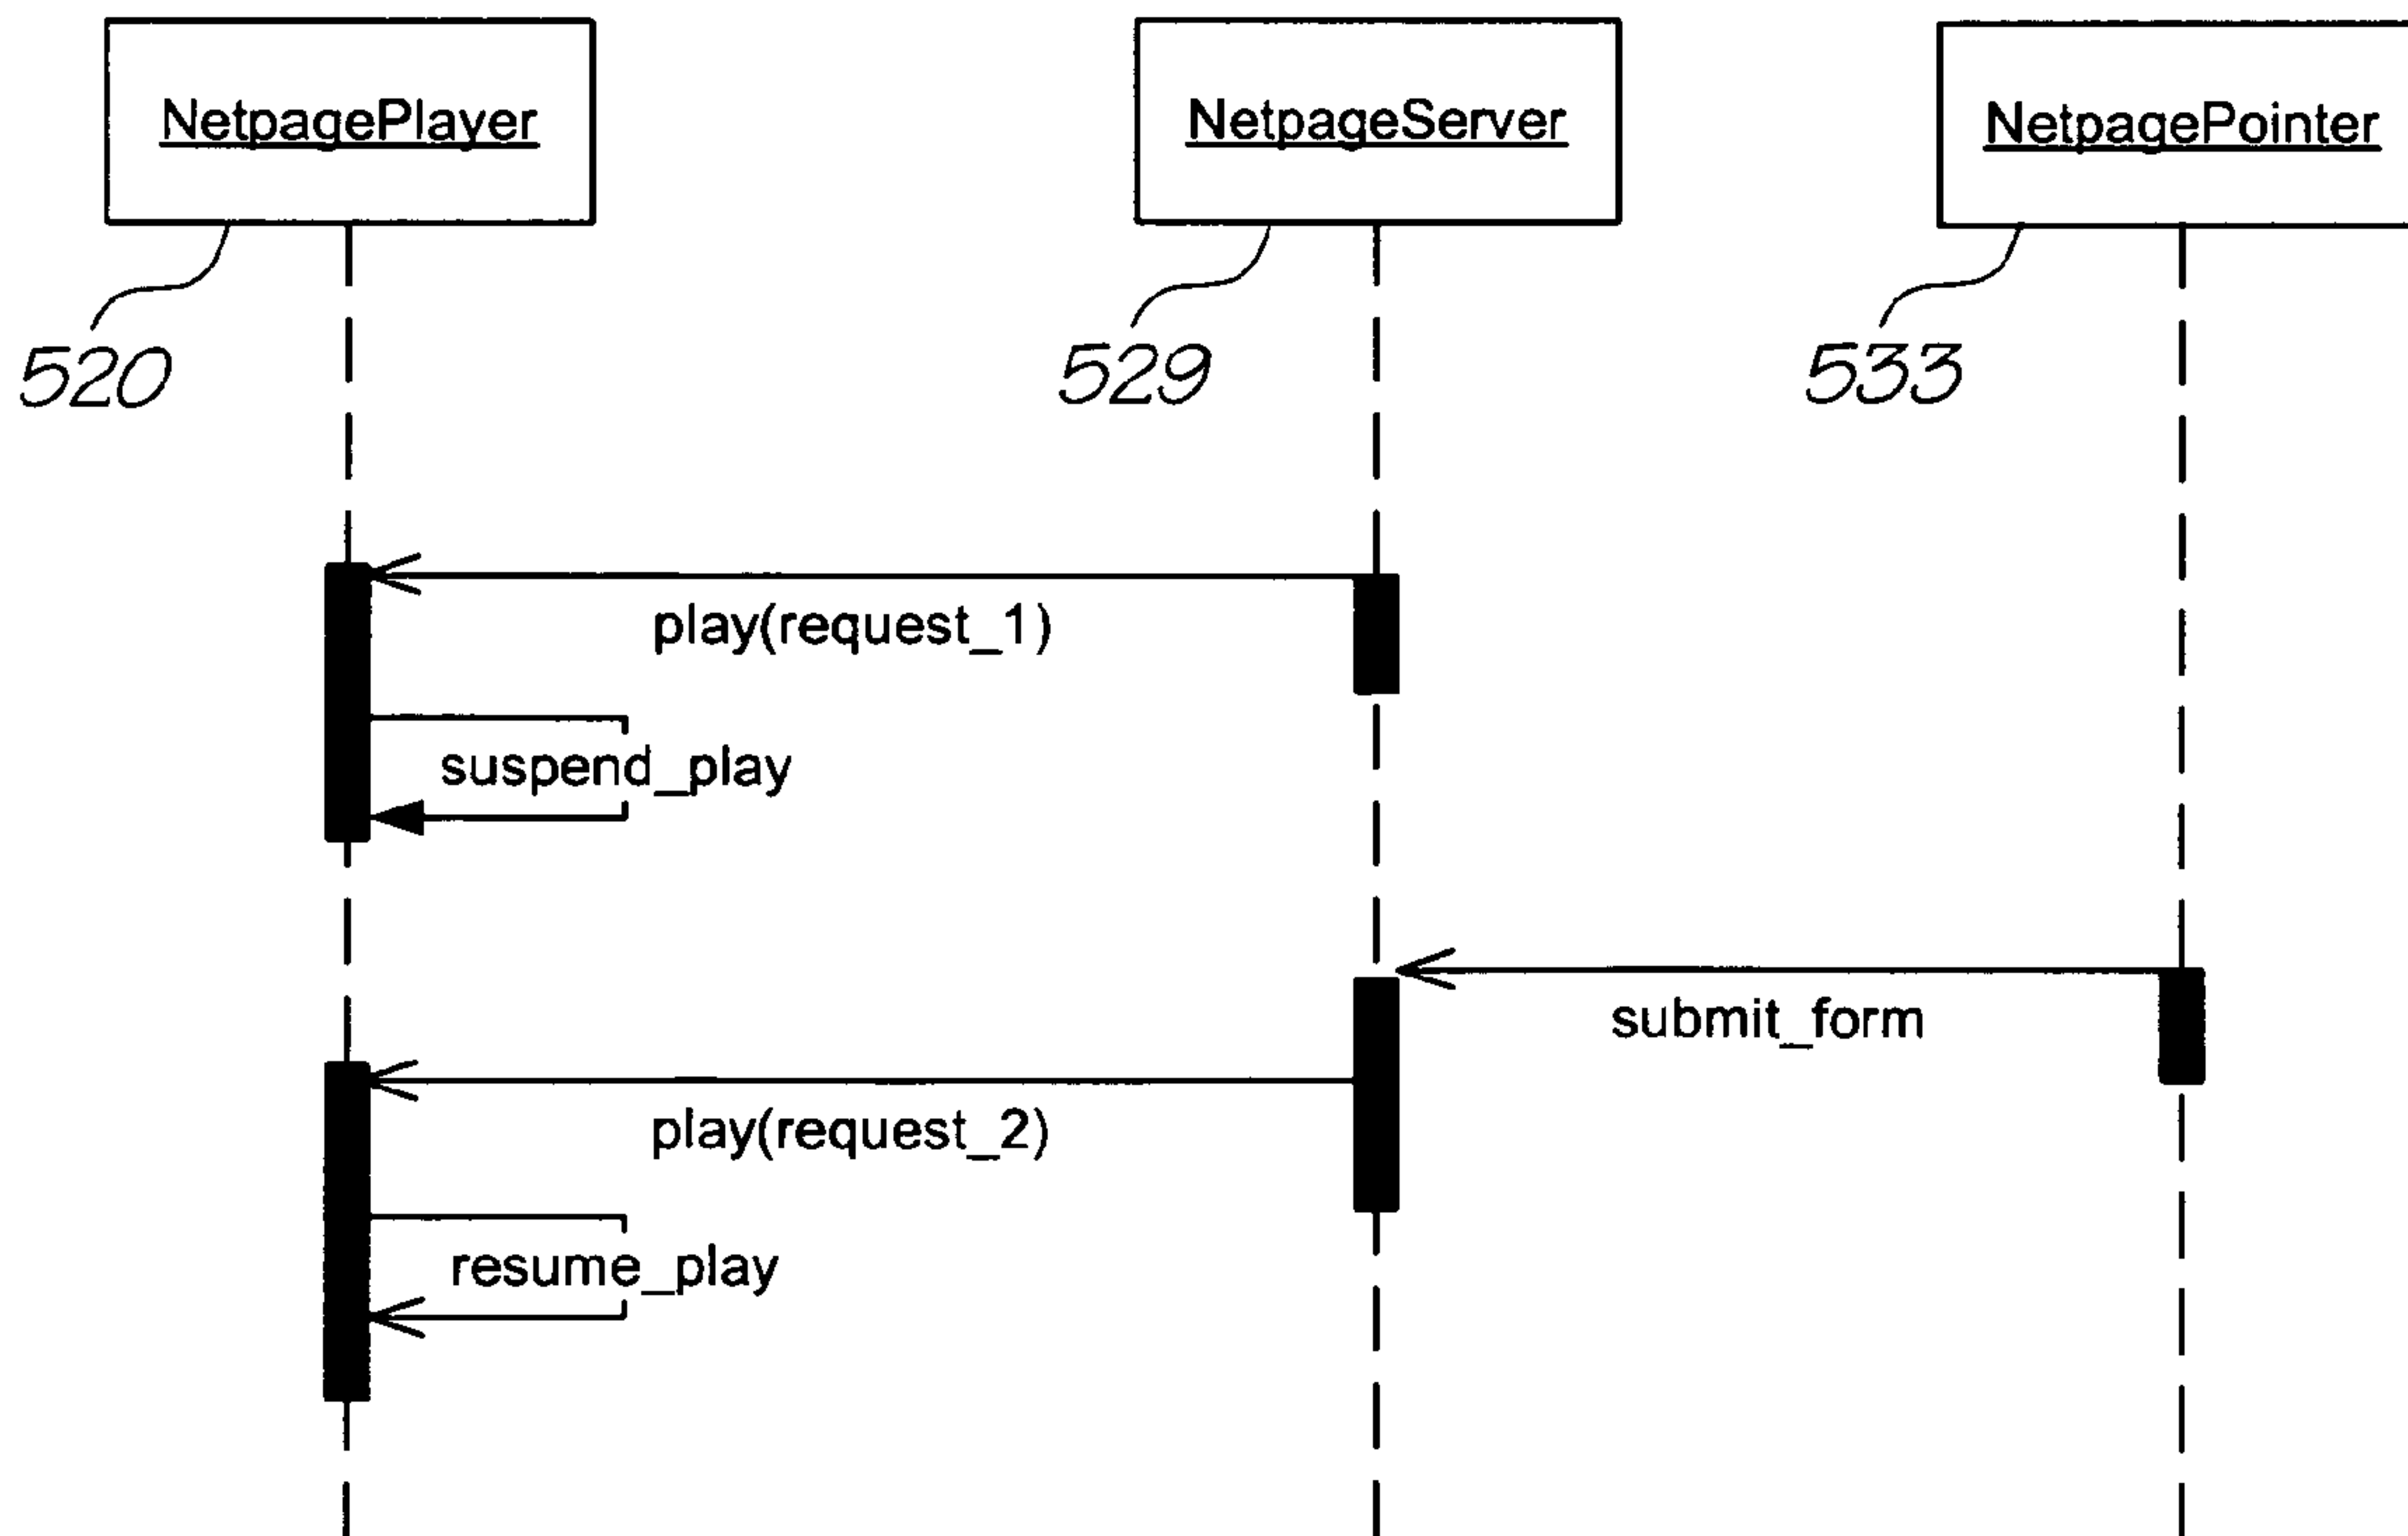 NetpagePlayer
NetpageServer
NetpagePointer
520
529
533
play(request_1)
suspend_play
submit_form
play(request_2)
resume_play